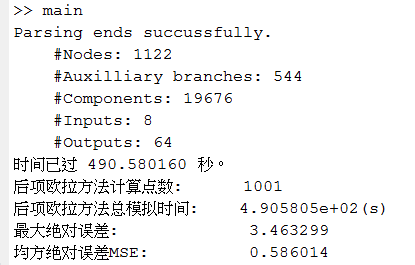 >> main
Parsing ends succussfully.
#Nodes: 1122
#Auxilliary branches: 544
#Components: 19676
#Inputs: 8
#Outputs: 64
时间已过 490.580160 秒。
后项欧拉方法计算点数: 1001
后项欧拉方法总模拟时间: 4.905805e+02(s)
最大绝对误差: 3.463299
均方绝对误差MSE: 0.586014